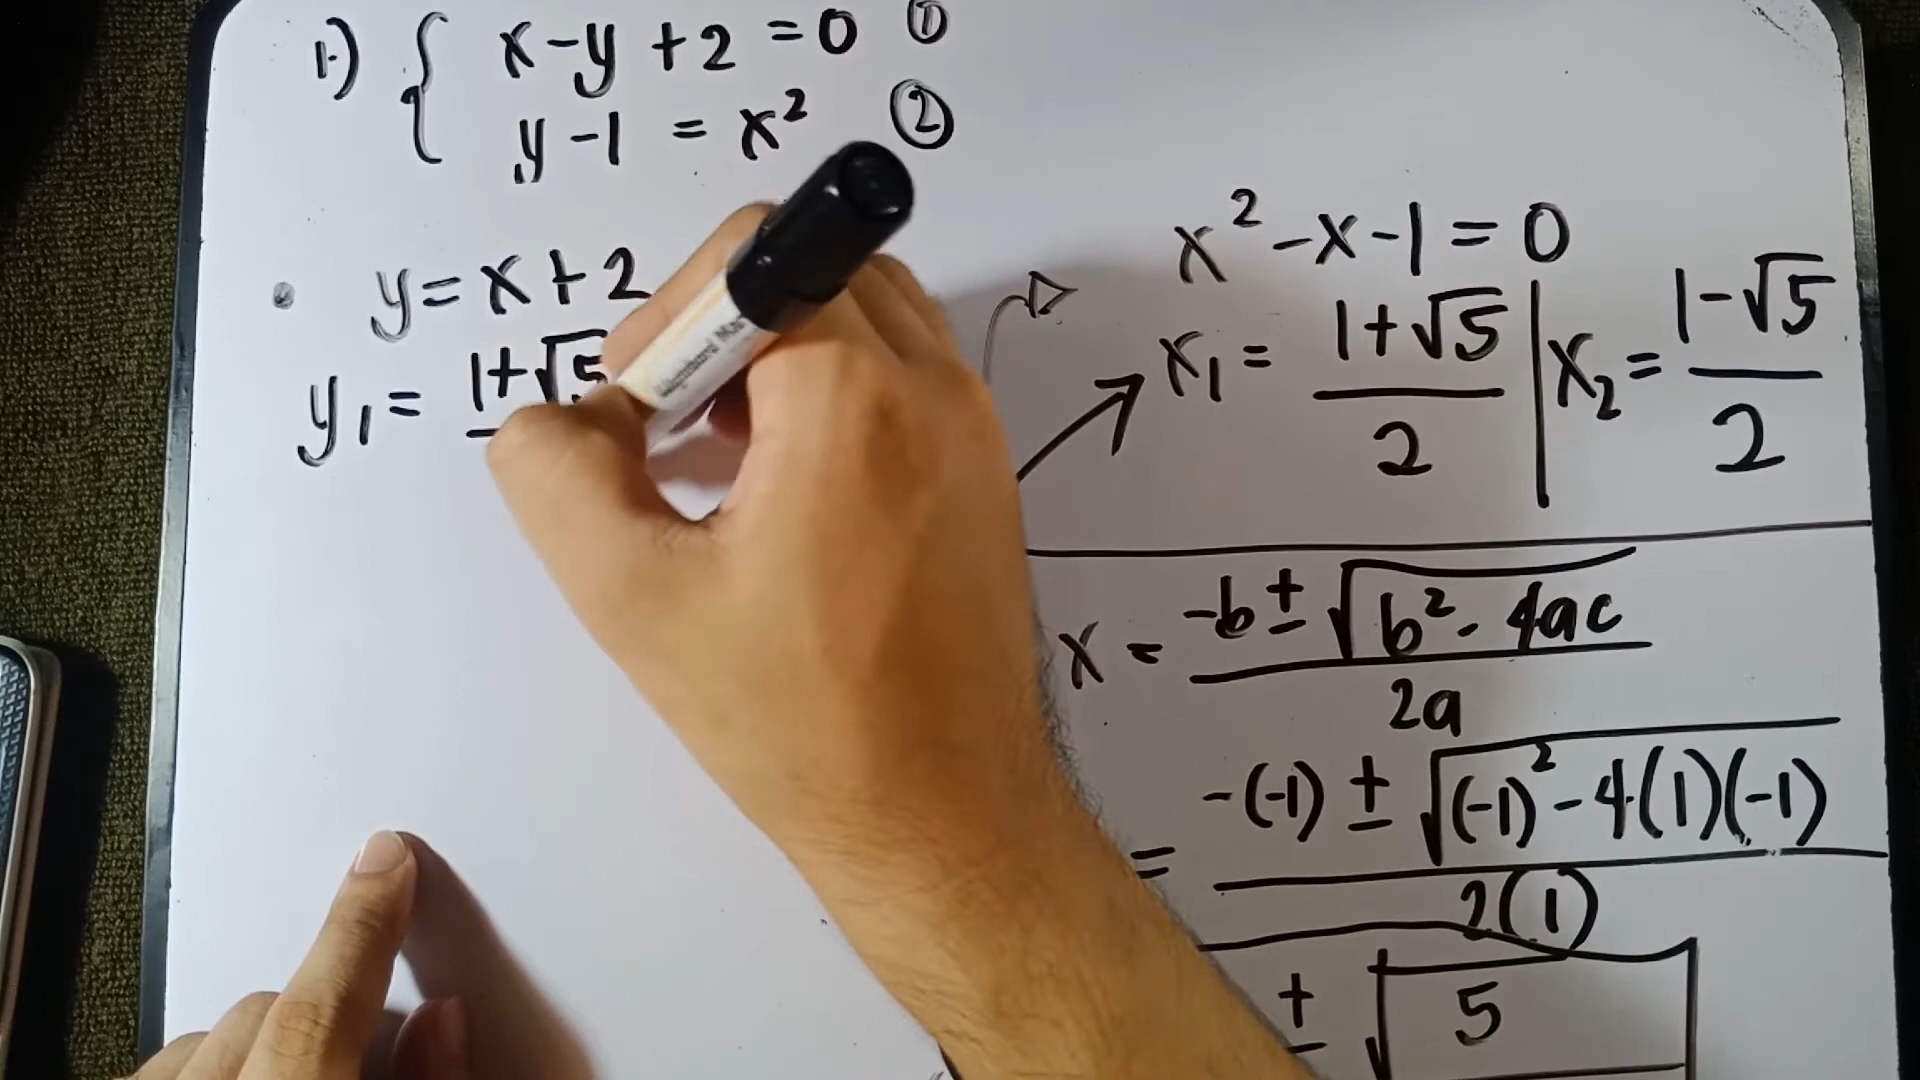 1.) { x-y+2=0 ①
y-1 = x² ②
y=x+2
y₁= 1+√5
x²-x-1=0
x₁= (1+√5)/2 | x₂= (1-√5)/2
x = (-b±√(b²-4ac))/2a
= (-(-1)±√((-1)²-4(1)(-1)))/2(1)
± √5